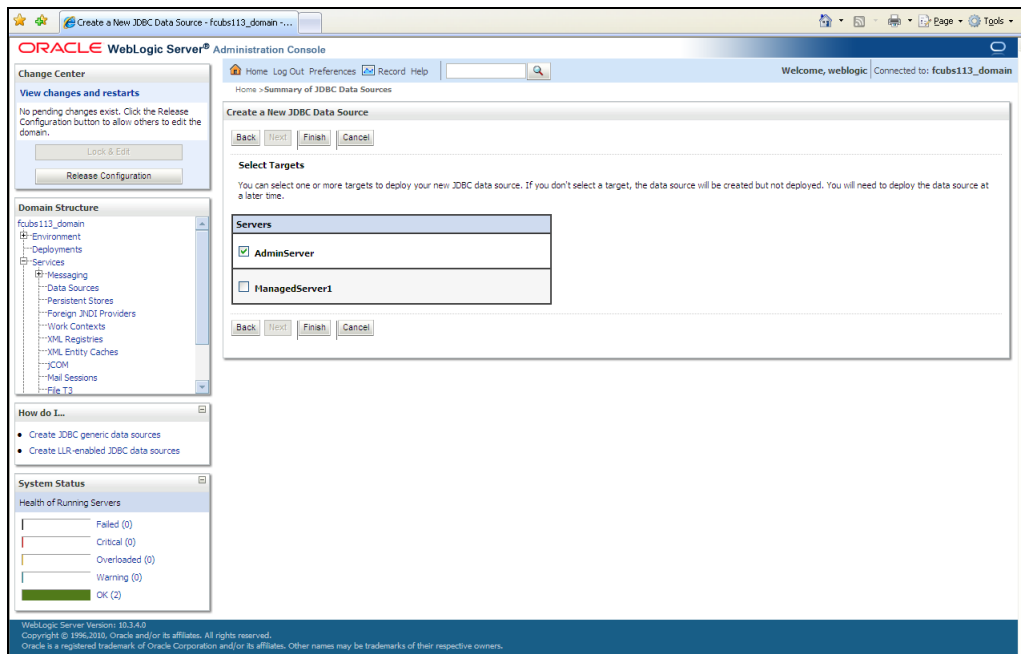 Create a New JDBC Data Source - fcubs113_domain -...
Page
Tools
ORACLE WebLogic Server® Administration Console
Change Center
View changes and restarts
No pending changes exist. Click the Release
Configuration button to allow others to edit the
domain.
Lock & Edit
Release Configuration
Domain Structure
fcubs113_domain
Environment
Deployments
Services
Messaging
Data Sources
Persistent Stores
Foreign JNDI Providers
Work Contexts
XML Registries
XML Entity Caches
jCOM
Mail Sessions
File T3
How do I...
Create JDBC generic data sources
Create LLR-enabled JDBC data sources
System Status
Health of Running Servers
Failed (0)
Critical (0)
Overloaded (0)
Warning (0)
OK (2)
Home Log Out Preferences Record Help
Welcome, weblogic Connected to: fcubs113_domain
Home >Summary of JDBC Data Sources
Create a New JDBC Data Source
Back Next Finish Cancel
Select Targets
You can select one or more targets to deploy your new JDBC data source. If you don't select a target, the data source will be created but not deployed. You will need to deploy the data source at
a later time.
Servers
AdminServer
ManagedServer1
Back Next Finish Cancel
WebLogic Server Version: 10.3.4.0
Copyright © 1996,2010, Oracle and/or its affiliates. All rights reserved.
Oracle is a registered trademark of Oracle Corporation and/or its affiliates. Other names may be trademarks of their respective owners.